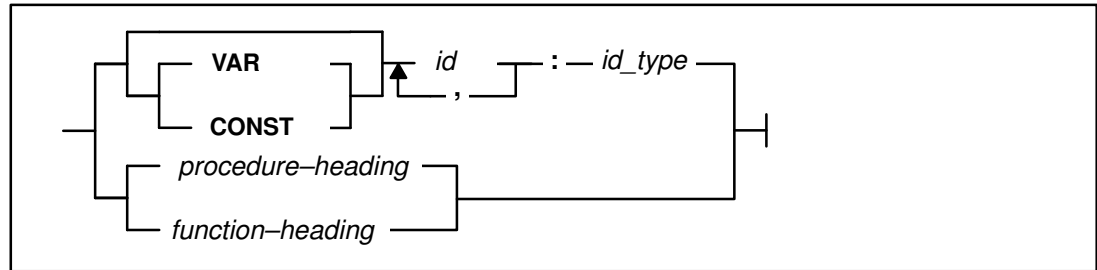 VAR id : id_type
,
CONST
procedure–heading
function–heading